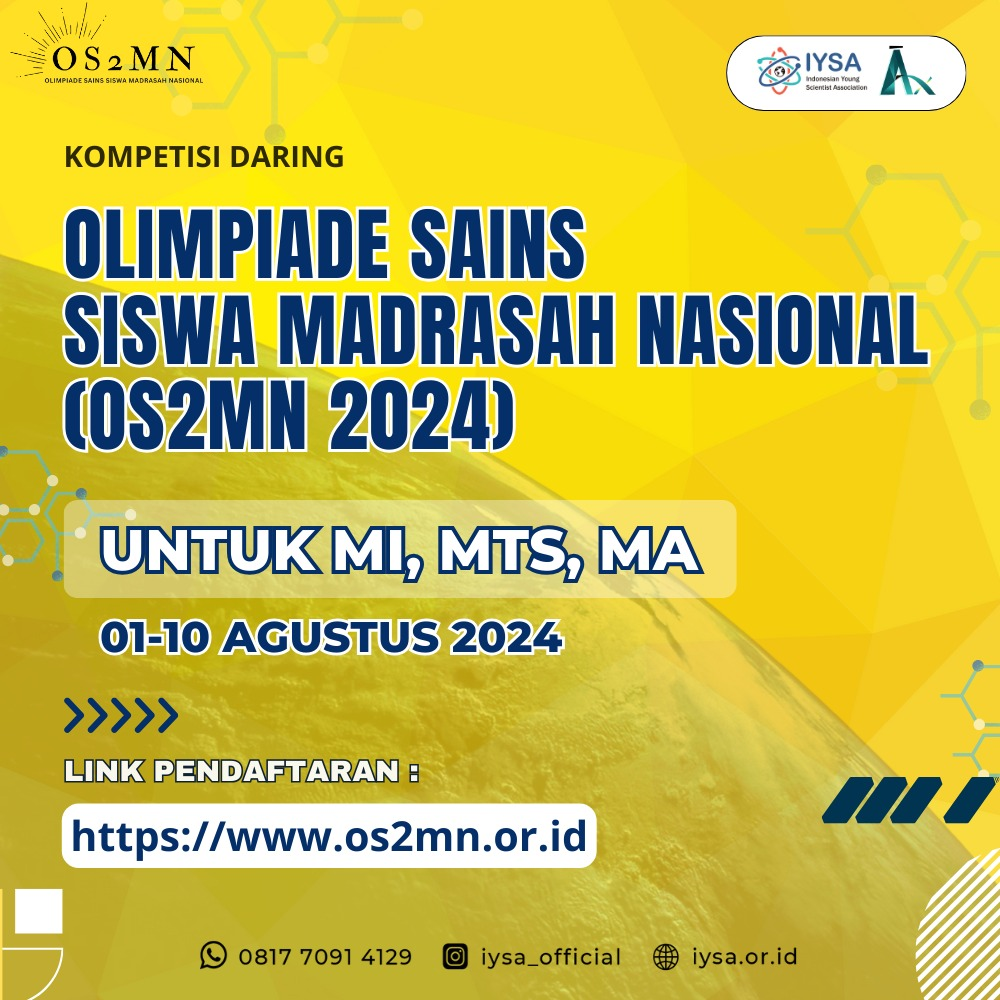 OS2MN
OLIMPIADE SAINS SISWA MADRASAH NASIONAL
IYSA
Indonesian Young
Scientist Association
KOMPETISI DARING
OLIMPIADE SAINS
SISWA MADRASAH NASIONAL
(OS2MN 2024)
UNTUK MI, MTS, MA
01-10 AGUSTUS 2024
LINK PENDAFTARAN :
https://www.os2mn.or.id
0817 7091 4129
iysa_official
iysa.or.id